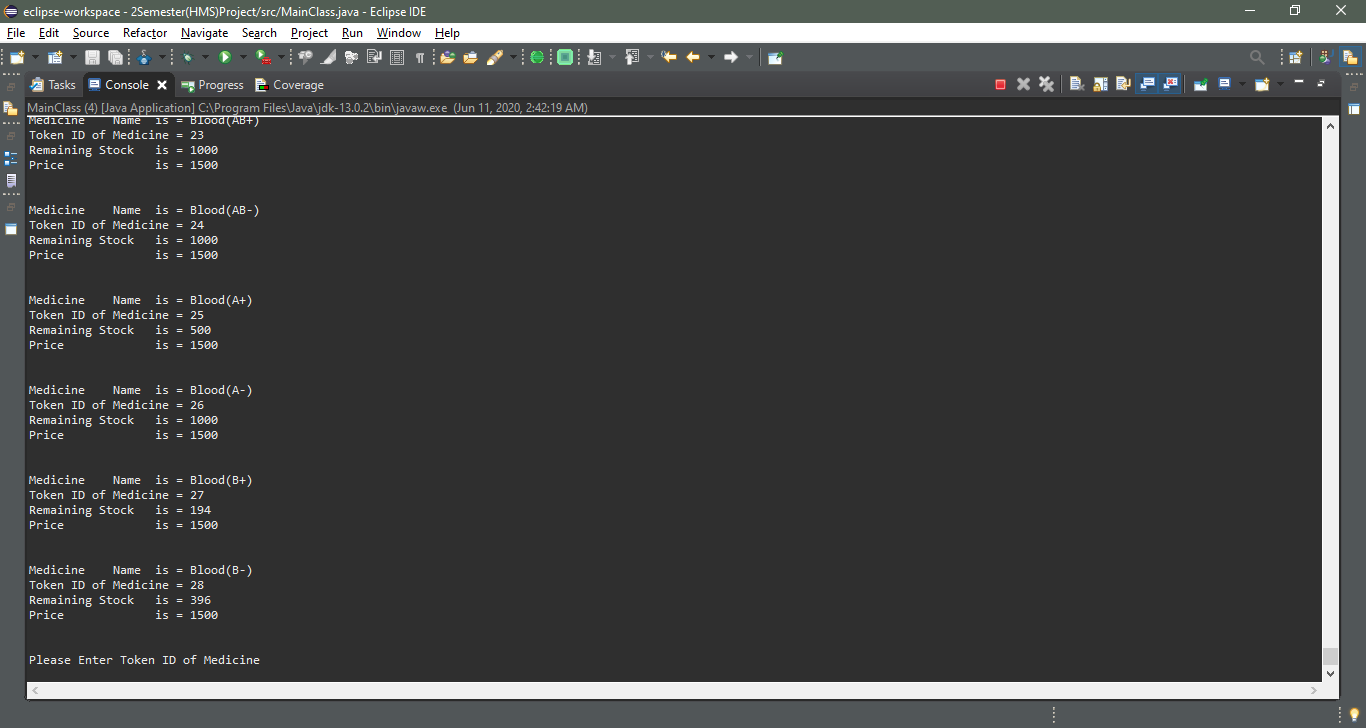 eclipse-workspace - 2Semester(HMS)Project/src/MainClass.java - Eclipse IDE
File Edit Source Refactor Navigate Search Project Run Window Help
Tasks Console Progress Coverage
MainClass (4) [Java Application] C:\Program Files\Java\jdk-13.0.2\bin\javaw.exe (Jun 11, 2020, 2:42:19 AM)
Medicine    Name  is = Blood(AB+)
Token ID of Medicine = 23
Remaining Stock   is = 1000
Price             is = 1500
Medicine    Name  is = Blood(AB-)
Token ID of Medicine = 24
Remaining Stock   is = 1000
Price             is = 1500
Medicine    Name  is = Blood(A+)
Token ID of Medicine = 25
Remaining Stock   is = 500
Price             is = 1500
Medicine    Name  is = Blood(A-)
Token ID of Medicine = 26
Remaining Stock   is = 1000
Price             is = 1500
Medicine    Name  is = Blood(B+)
Token ID of Medicine = 27
Remaining Stock   is = 194
Price             is = 1500
Medicine    Name  is = Blood(B-)
Token ID of Medicine = 28
Remaining Stock   is = 396
Price             is = 1500
Please Enter Token ID of Medicine